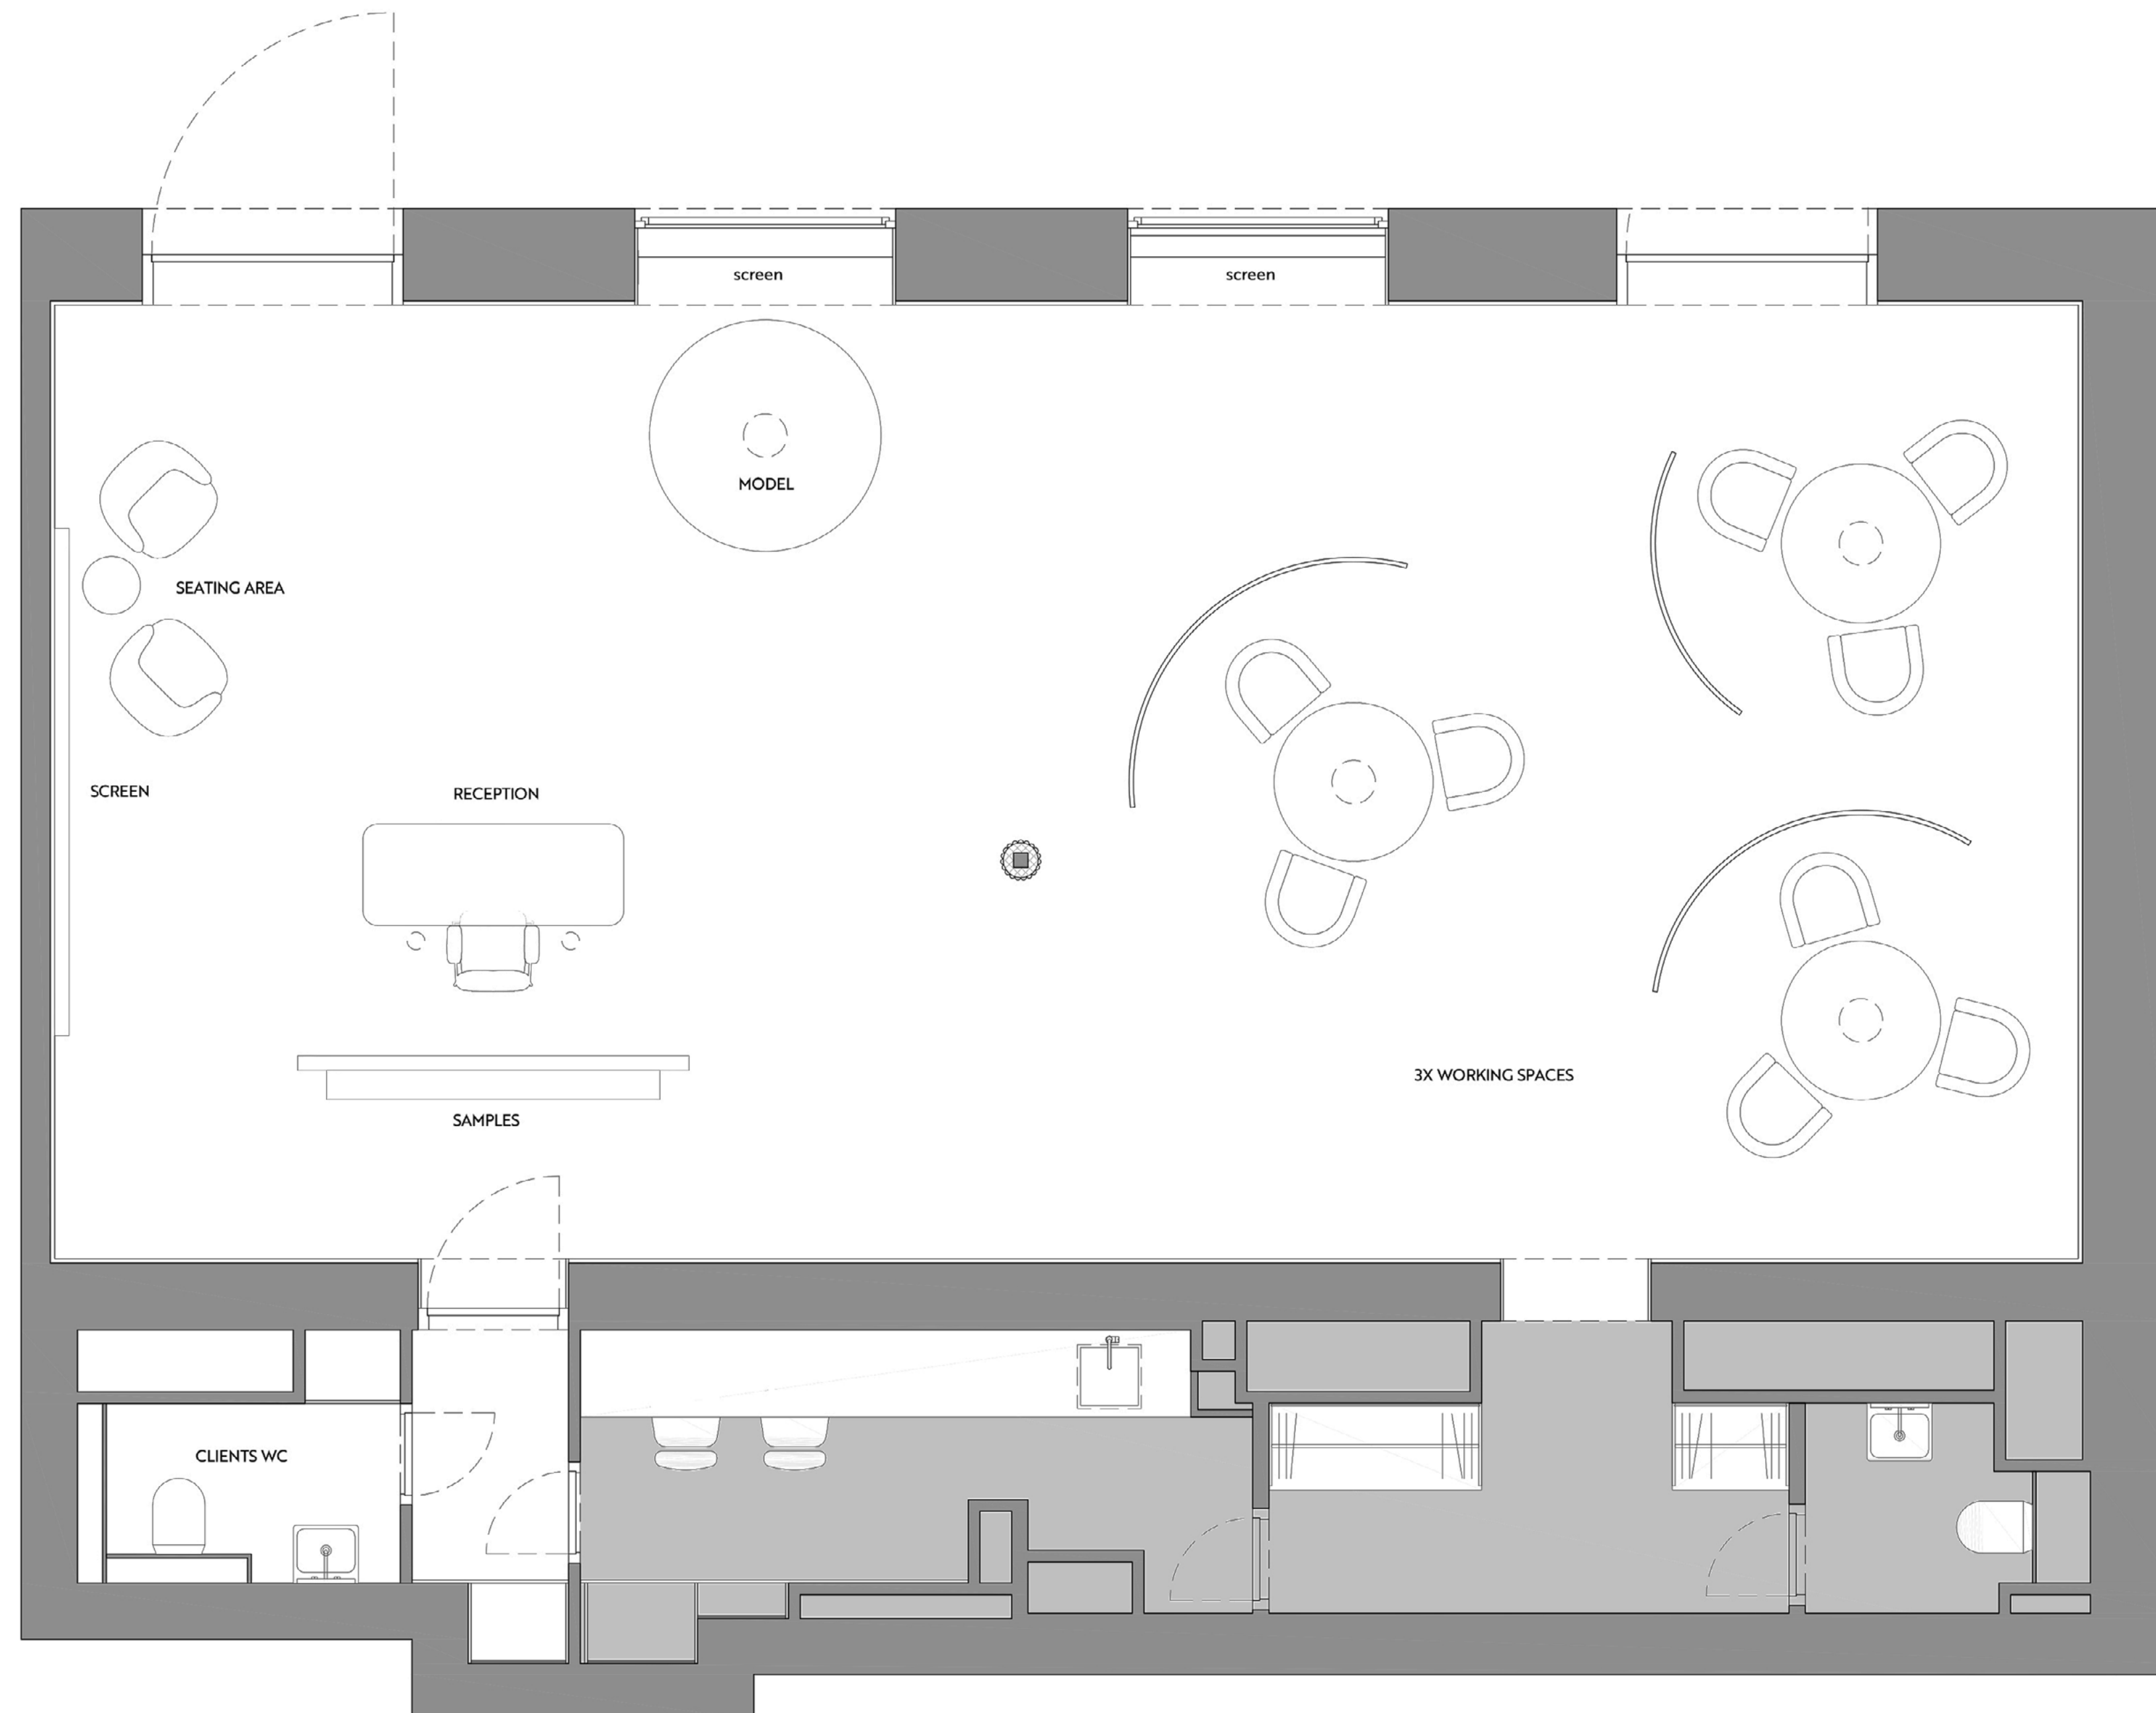 screen
screen
MODEL
SEATING AREA
SCREEN
RECEPTION
3X WORKING SPACES
SAMPLES
CLIENTS WC